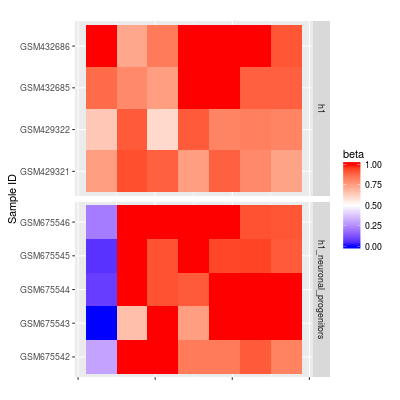 Sample ID
GSM432686
GSM432685
GSM429322
GSM429321
h1
GSM675546
GSM675545
GSM675544
GSM675543
GSM675542
h1_neuronal_progenitors
beta
1.00
0.75
0.50
0.25
0.00